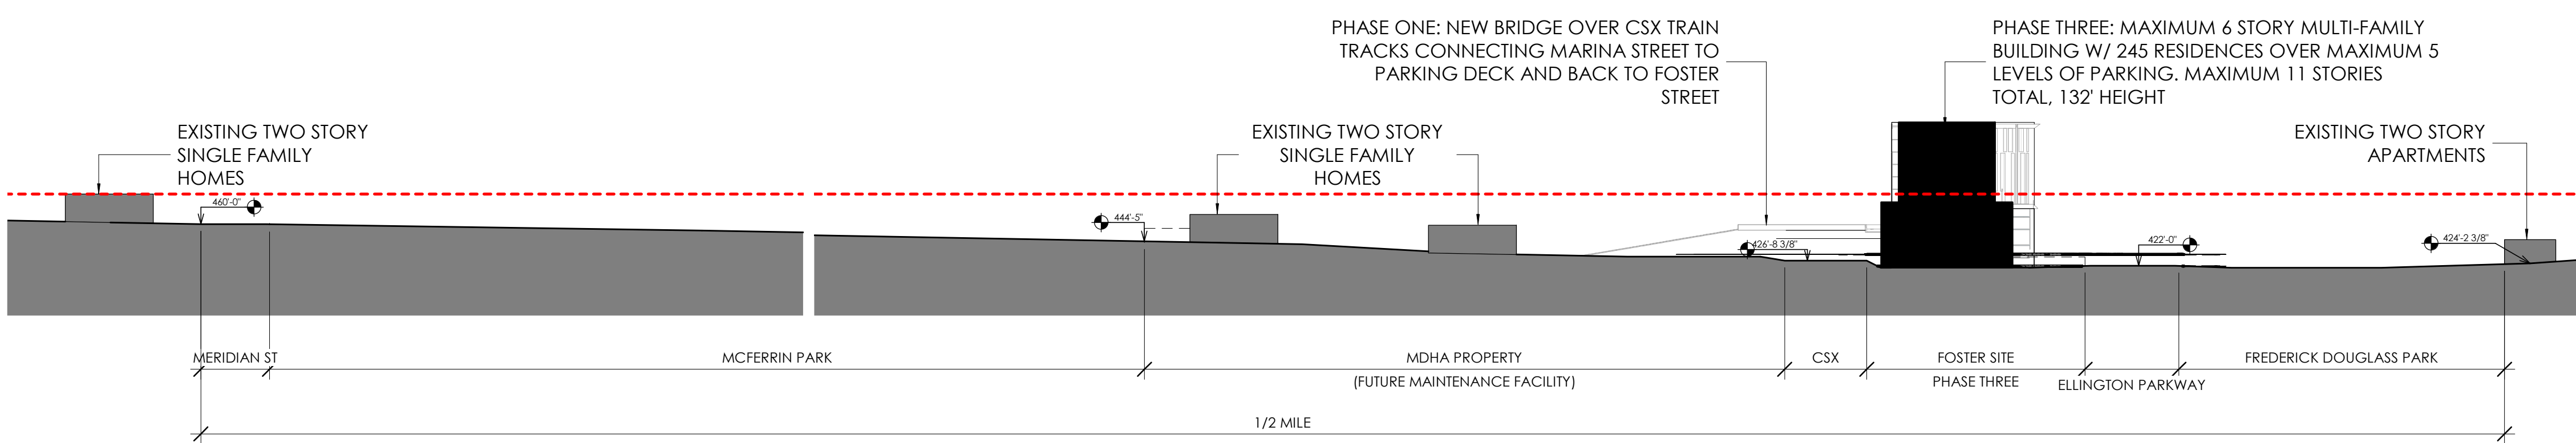 PHASE ONE: NEW BRIDGE OVER CSX TRAIN
TRACKS CONNECTING MARINA STREET TO
PARKING DECK AND BACK TO FOSTER
STREET
PHASE THREE: MAXIMUM 6 STORY MULTI-FAMILY
BUILDING W/ 245 RESIDENCES OVER MAXIMUM 5
LEVELS OF PARKING. MAXIMUM 11 STORIES
TOTAL, 132' HEIGHT
EXISTING TWO STORY
SINGLE FAMILY
HOMES
EXISTING TWO STORY
SINGLE FAMILY
HOMES
EXISTING TWO STORY
APARTMENTS
460'-0"
444'-5"
426'-8 3/8"
422'-0"
424'-2 3/8"
MERIDIAN ST
MCFERRIN PARK
MDHA PROPERTY
(FUTURE MAINTENANCE FACILITY)
CSX
FOSTER SITE
PHASE THREE
ELLINGTON PARKWAY
FREDERICK DOUGLASS PARK
1/2 MILE